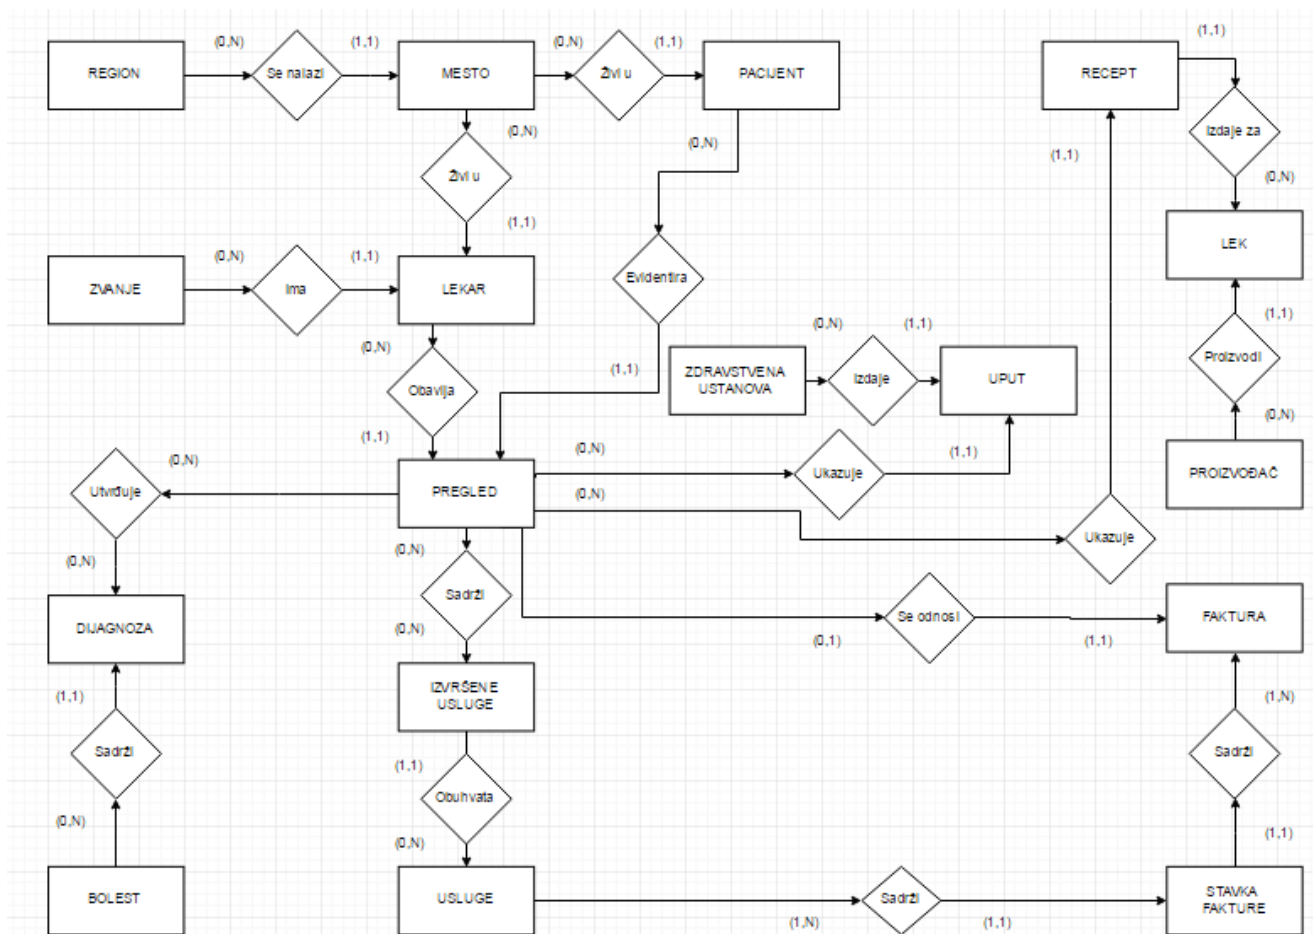 (0,N)
(1,1)
(0,N)
(1,1)
(1,1)
REGION
Se nalazi
MESTO
Živi u
PACIJENT
RECEPT
(0,N)
(0,N)
Izdaje za
(1,1)
Živi u
(0,N)
(1,1)
LEK
(0,N)
(1,1)
ZVANJE
Ima
LEKAR
Evidentira
(1,1)
(0,N)
(0,N)
(1,1)
(1,1)
ZDRAVSTVENA
USTANOVA
Izdaje
UPUT
Proizvodi
Obavlja
(0,N)
(1,1)
(0,N)
(0,N)
(1,1)
Utvrđuje
PREGLED
Ukazuje
PROIZVOĐAČ
(0,N)
Ukazuje
(0,N)
(0,N)
Sadrži
DIJAGNOZA
(0,N)
Se odnosi
FAKTURA
(0,1)
(1,1)
(1,1)
IZVRŠENE
USLUGE
(1,N)
Sadrži
(1,1)
Sadrži
Obuhvata
(0,N)
(0,N)
(1,1)
BOLEST
USLUGE
Sadrži
STAVKA
FAKTURE
(1,N)
(1,1)